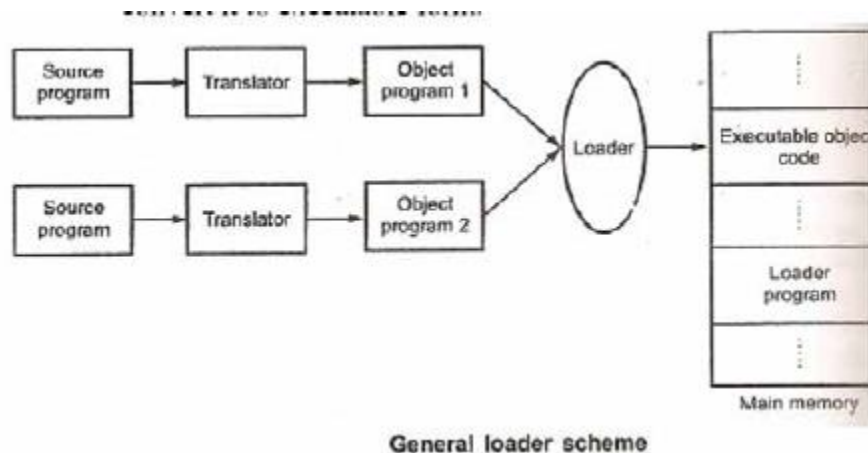 Source
program
Translator
Object
program 1
Source
program
Translator
Object
program 2
Loader
Executable objec
code
Loader
program
Main memory
General loader scheme